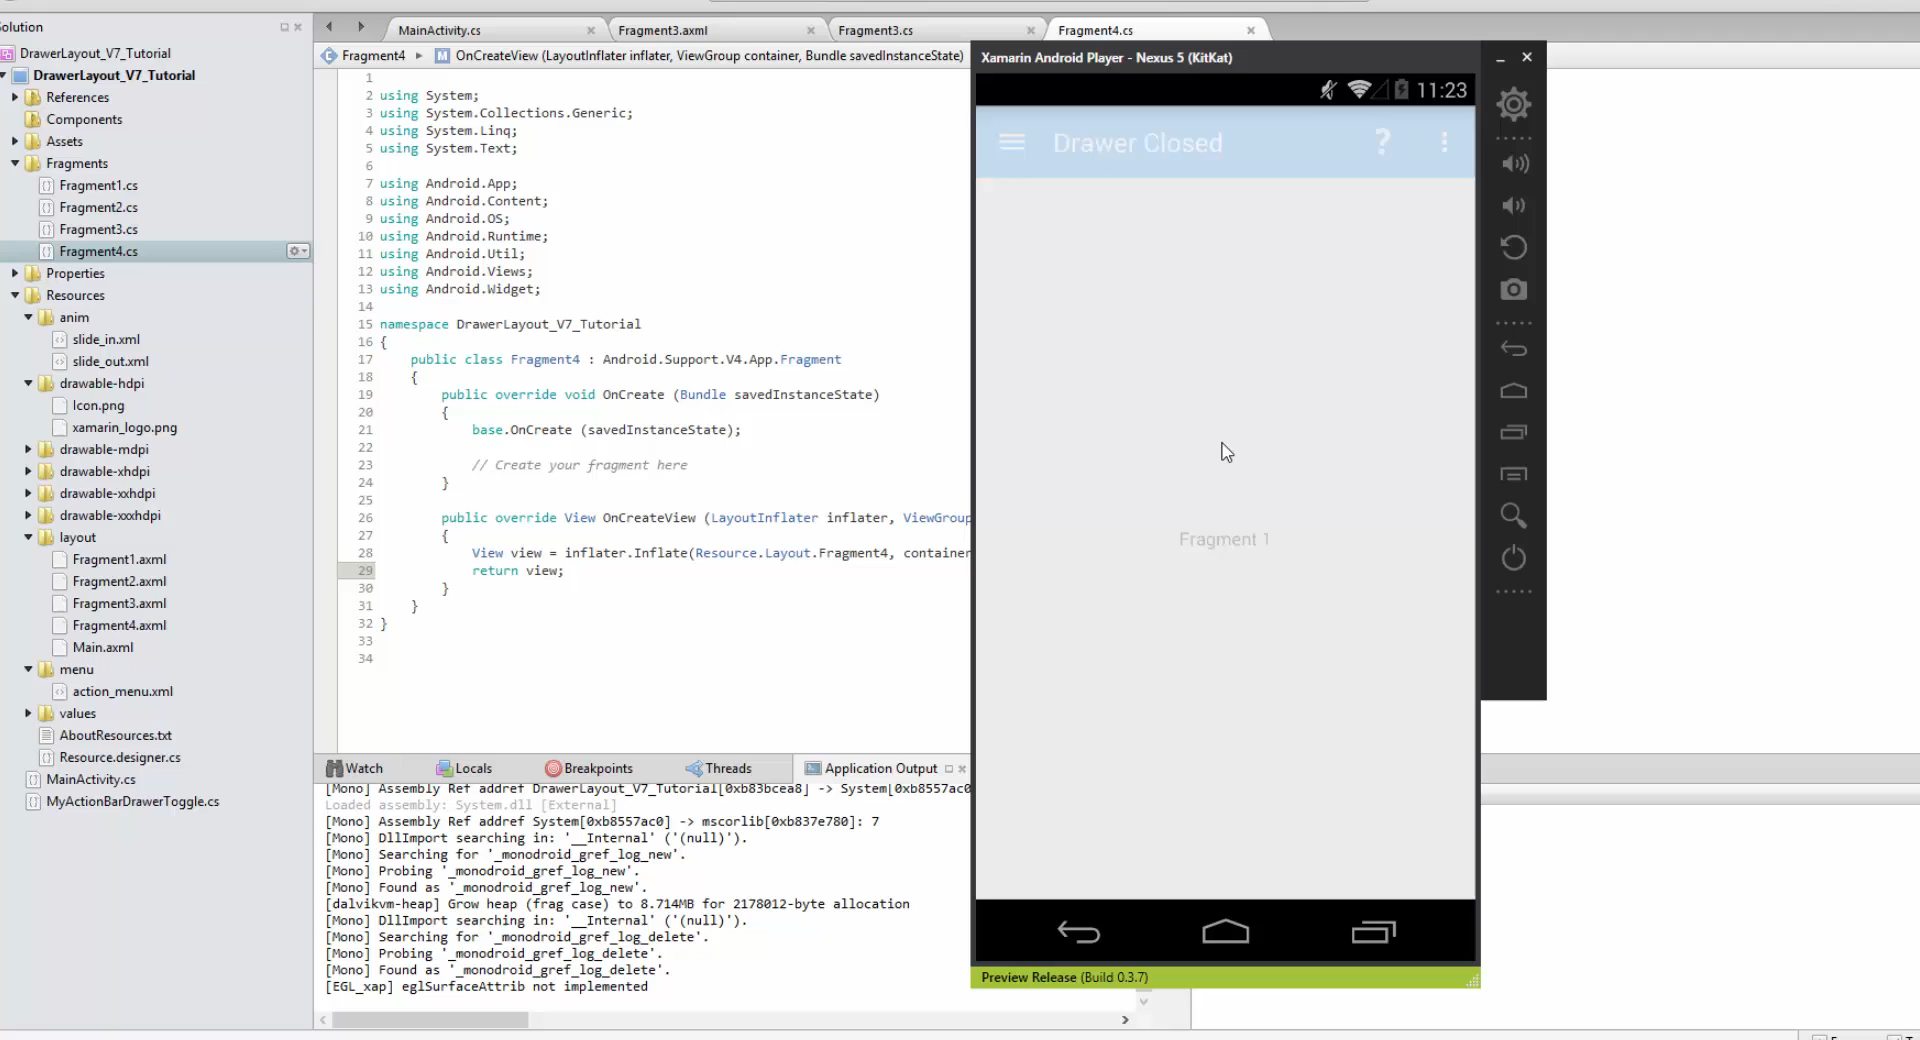 Solution
DrawerLayout_V7_Tutorial
DrawerLayout_V7_Tutorial
References
Components
Assets
Fragments
Fragment1.cs
Fragment2.cs
Fragment3.cs
Fragment4.cs
Properties
Resources
anim
slide_in.xml
slide_out.xml
drawable-hdpi
Icon.png
xamarin_logo.png
drawable-mdpi
drawable-xhdpi
drawable-xxhdpi
drawable-xxxhdpi
layout
Fragment1.axml
Fragment2.axml
Fragment3.axml
Fragment4.axml
Main.axml
menu
action_menu.xml
values
AboutResources.txt
Resource.designer.cs
MainActivity.cs
MyActionBarDrawerToggle.cs
MainActivity.cs Fragment3.axml Fragment3.cs Fragment4.cs
Fragment4 OnCreateView (LayoutInflater inflater, ViewGroup container, Bundle savedInstanceState)
1
2 using System;
3 using System.Collections.Generic;
4 using System.Linq;
5 using System.Text;
6
7 using Android.App;
8 using Android.Content;
9 using Android.OS;
10 using Android.Runtime;
11 using Android.Util;
12 using Android.Views;
13 using Android.Widget;
14
15 namespace DrawerLayout_V7_Tutorial
16 {
17 public class Fragment4 : Android.Support.V4.App.Fragment
18 {
19 public override void OnCreate (Bundle savedInstanceState)
20 {
21 base.OnCreate (savedInstanceState);
22
23 // Create your fragment here
24 }
25
26 public override View OnCreateView (LayoutInflater inflater, ViewGroup
27 {
28 View view = inflater.Inflate(Resource.Layout.Fragment4, container
29 return view;
30 }
31 }
32 }
33
34
Watch Locals Breakpoints Threads Application Output
[Mono] Assembly Ref addref DrawerLayout_V7_Tutorial[0xb83bcea8] -> System[0xb8557ac0
Loaded assembly: System.dll [External]
[Mono] Assembly Ref addref System[0xb8557ac0] -> mscorlib[0xb837e780]: 7
[Mono] DllImport searching in: '__Internal' ('(null)').
[Mono] Searching for '_monodroid_gref_log_new'.
[Mono] Probing '_monodroid_gref_log_new'.
[Mono] Found as '_monodroid_gref_log_new'.
[dalvikvm-heap] Grow heap (frag case) to 8.714MB for 2178012-byte allocation
[Mono] DllImport searching in: '__Internal' ('(null)').
[Mono] Searching for '_monodroid_gref_log_delete'.
[Mono] Probing '_monodroid_gref_log_delete'.
[Mono] Found as '_monodroid_gref_log_delete'.
[EGL_xap] eglSurfaceAttrib not implemented
Xamarin Android Player - Nexus 5 (KitKat)
11:23
Drawer Closed ?
Fragment 1
Preview Release (Build 0.3.7)